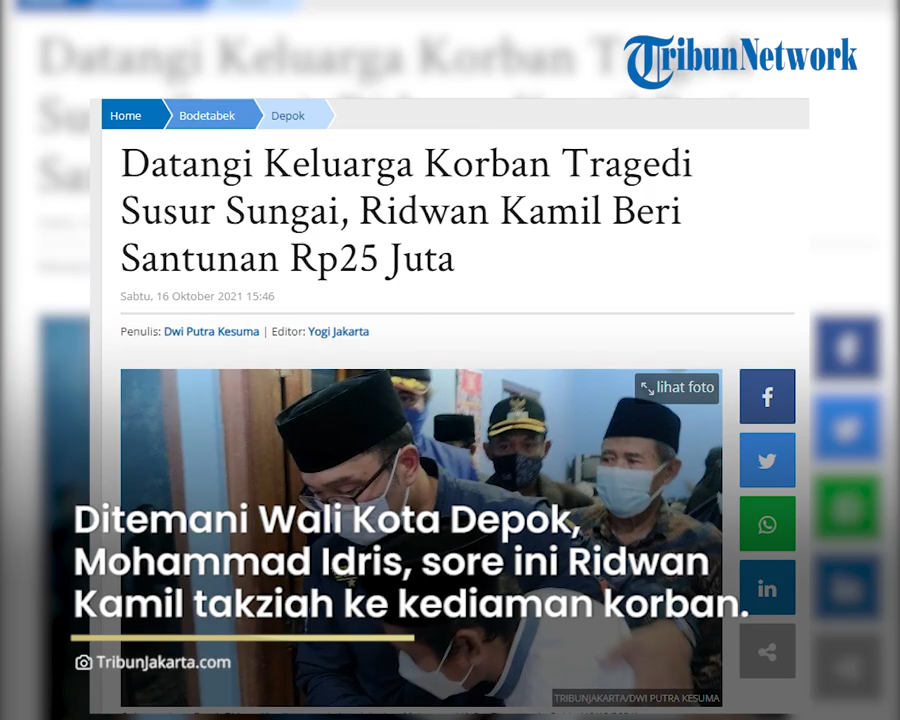 TribunNetwork
Home
Bodetabek
Depok
Datangi Keluarga Korban Tragedi
Susur Sungai, Ridwan Kamil Beri
Santunan Rp25 Juta
Sabtu, 16 Oktober 2021 15:46
Penulis: Dwi Putra Kesuma | Editor: Yogi Jakarta
lihat foto
Ditemani Wali Kota Depok,
Mohammad Idris, sore ini Ridwan
Kamil takziah ke kediaman korban.
TribunJakarta.com
TRIBUNJAKARTA/DWI PUTRA KESUMA